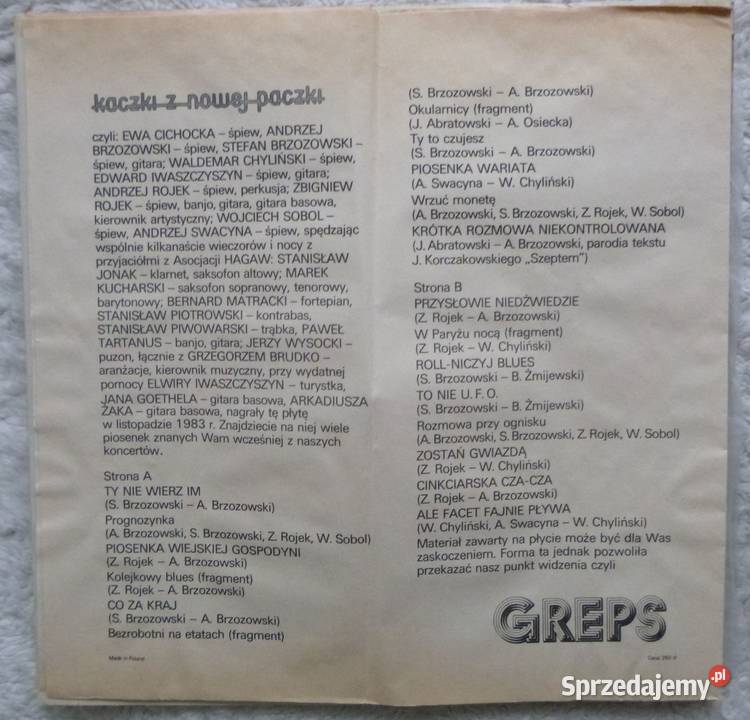 kaczki z nowej paczki
czyli: EWA CICHOCKA – śpiew, ANDRZEJ
BRZOZOWSKI – śpiew, STEFAN BRZOZOWSKI –
śpiew, gitara; WALDEMAR CHYLIŃSKI – śpiew,
EDWARD IWASZCZYSZYN – śpiew, gitara;
ANDRZEJ ROJEK – śpiew, perkusja; ZBIGNIEW
ROJEK – śpiew, banjo, gitara, gitara basowa,
kierownik artystyczny; WOJCIECH SOBOL –
śpiew, ANDRZEJ SWACYNA – śpiew, spędzając
wspólnie kilkanaście wieczorów i nocy z
przyjaciółmi z Asocjacji HAGAW: STANISŁAW
JONAK – klarnet, saksofon altowy; MAREK
KUCHARSKI – saksofon sopranowy, tenorowy,
barytonowy; BERNARD MATRACKI – fortepian,
STANISŁAW PIOTROWSKI – kontrabas,
STANISŁAW PIWOWARSKI – trąbka, PAWEŁ
TARTANUS – banjo, gitara; JERZY WYSOCKI –
puzon, łącznie z GRZEGORZEM BRUDKO –
aranżacje, kierownik muzyczny, przy wydatnej
pomocy ELWIRY IWASZCZYSZYN – turystka,
JANA GOETHELA – gitara basowa, ARKADIUSZA
ŻAKA – gitara basowa, nagrały tę płytę
w listopadzie 1983 r. Znajdziecie na niej wiele
piosenek znanych Wam wcześniej z naszych
koncertów.
Strona A
TY NIE WIERZ IM
(S. Brzozowski – A. Brzozowski)
Prognozynka
(A. Brzozowski, S. Brzozowski, Z. Rojek, W. Sobol)
PIOSENKA WIEJSKIEJ GOSPODYNI
(Z. Rojek – A. Brzozowski)
Kolejkowy blues (fragment)
(Z. Rojek – A. Brzozowski)
CO ZA KRAJ
(S. Brzozowski – A. Brzozowski)
Bezrobotni na etatach (fragment)
Made in Poland
(S. Brzozowski – A. Brzozowski)
Okularnicy (fragment)
(J. Abratowski – A. Osiecka)
Ty to czujesz
(S. Brzozowski – A. Brzozowski)
PIOSENKA WARIATA
(A. Swacyna – W. Chyliński)
Wrzuć monetę
(A. Brzozowski, S. Brzozowski, Z. Rojek, W. Sobol)
KRÓTKA ROZMOWA NIEKONTROLOWANA
(J. Abratowski – A. Brzozowski, parodia tekstu
J. Korczakowskiego „Szeptem")
Strona B
PRZYSŁOWIE NIEDŹWIEDZIE
(Z. Rojek – A. Brzozowski)
W Paryżu nocą (fragment)
(Z. Rojek – W. Chyliński)
ROLL-NICZYJ BLUES
(S. Brzozowski – B. Żmijewski)
TO NIE U.F.O.
(S. Brzozowski – B. Żmijewski)
Rozmowa przy ognisku
(A. Brzozowski, S. Brzozowski, Z. Rojek, W. Sobol)
ZOSTAŃ GWIAZDĄ
(Z. Rojek – W. Chyliński)
CINKCIARSKA CZA-CZA
(Z. Rojek – A. Brzozowski)
ALE FACET FAJNIE PŁYWA
(W. Chyliński, A. Swacyna – W. Chyliński)
Materiał zawarty na płycie może być dla Was
zaskoczeniem. Forma ta jednak pozwoliła
przekazać nasz punkt widzenia czyli
GREPS
Sprzedajemy.pl